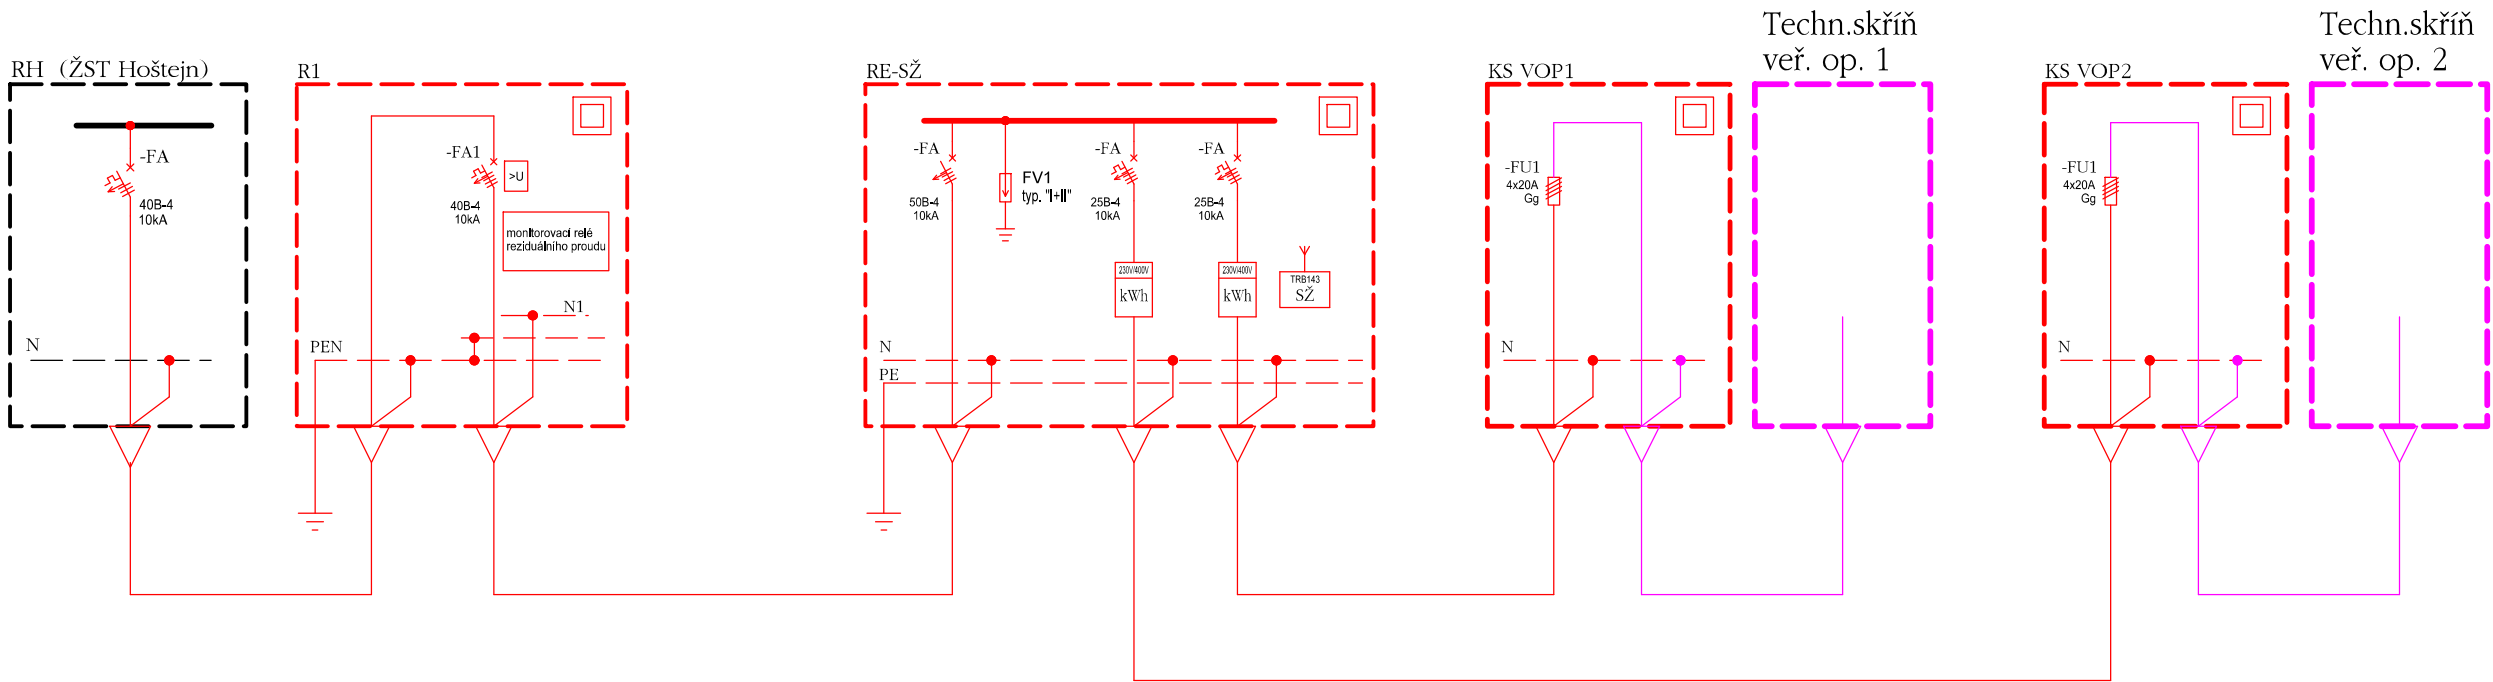 RH (ŽST Hoštejn)
-FA
40B-4
10kA
N
R1
-FA1
>U
40B-4
10kA
monitorovací relé
reziduálního proudu
N1
PEN
RE-SŽ
-FA
50B-4
10kA
FV1
typ. "I+II"
-FA
25B-4
10kA
-FA
25B-4
10kA
230V/400V
kWh
230V/400V
kWh
TRB143
SŽ
N
PE
KS VOP1
-FU1
4x20A
Gg
N
Techn.skříň
veř. op. 1
KS VOP2
-FU1
4x20A
Gg
N
Techn.skříň
veř. op. 2